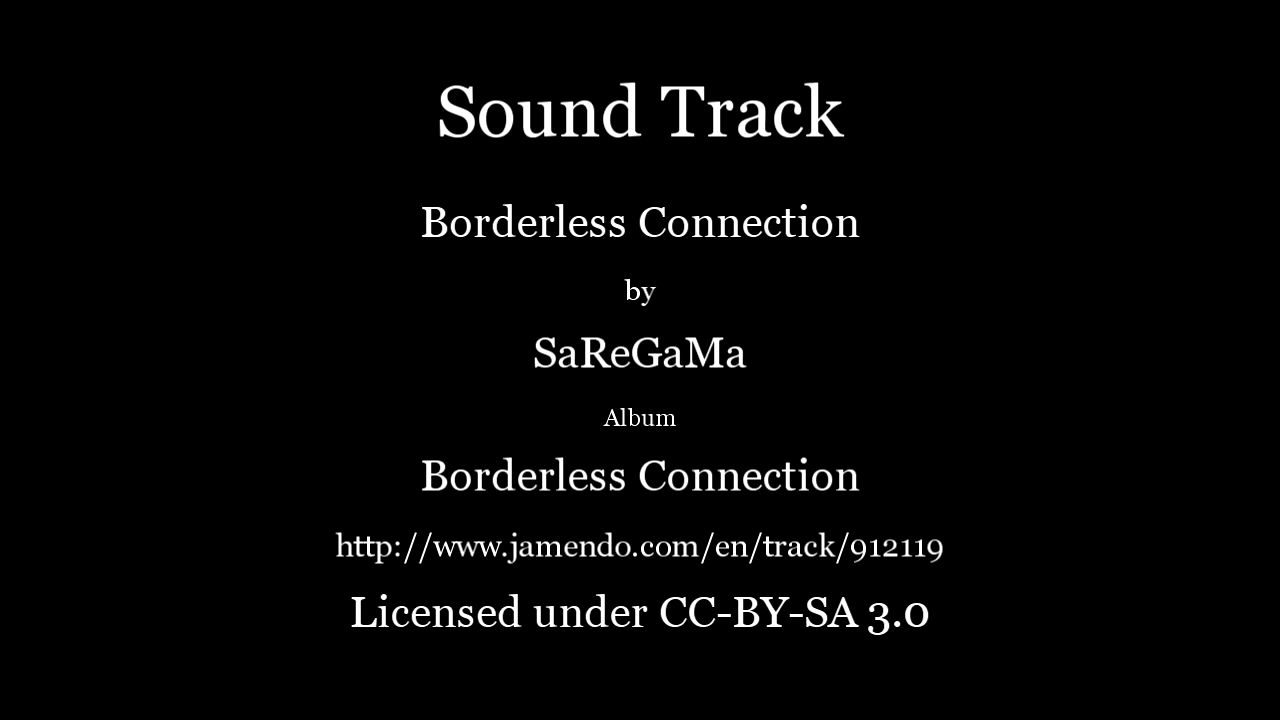 Sound Track
Borderless Connection
by
SaReGaMa
Album
Borderless Connection
http://www.jamendo.com/en/track/912119
Licensed under CC-BY-SA 3.0